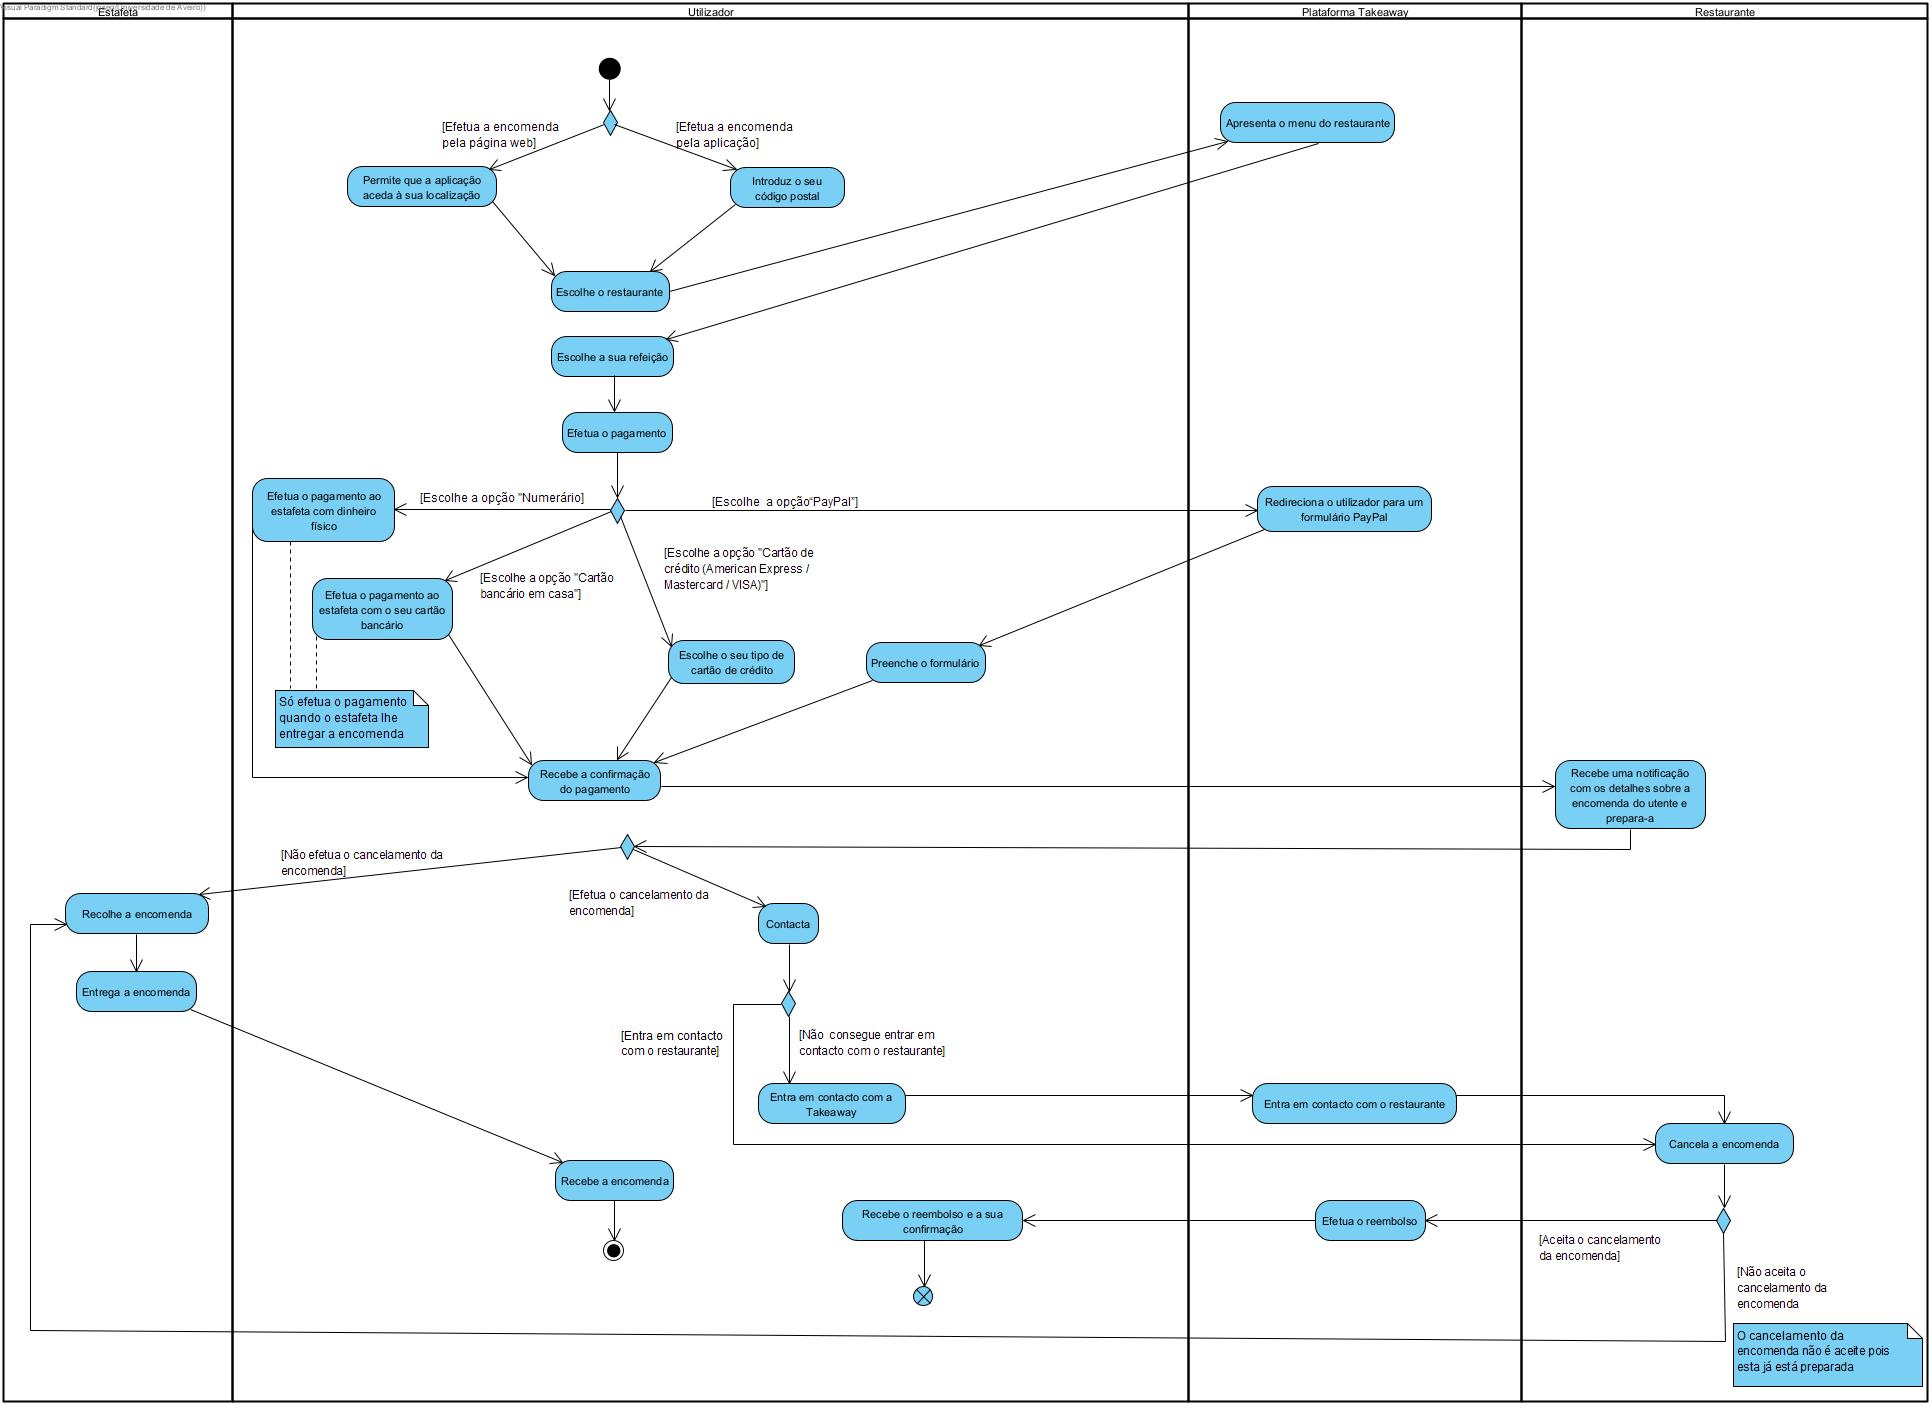 Estafeta
Utilizador
Plataforma Takeaway
Restaurante
[Efetua a encomenda
pela página web]
[Efetua a encomenda
pela aplicação]
Apresenta o menu do restaurante
Permite que a aplicação
aceda à sua localização
Introduz o seu
código postal
Escolhe o restaurante
Escolhe a sua refeição
Efetua o pagamento
Efetua o pagamento ao
estafeta com dinheiro
físico
[Escolhe a opção "Numerário]
[Escolhe a opção“PayPal”]
Redireciona o utilizador para um
formulário PayPal
[Escolhe a opção "Cartão de
crédito (American Express /
Mastercard / VISA)"]
[Escolhe a opção "Cartão
bancário em casa"]
Efetua o pagamento ao
estafeta com o seu cartão
bancário
Escolhe o seu tipo de
cartão de crédito
Preenche o formulário
Só efetua o pagamento
quando o estafeta lhe
entregar a encomenda
Recebe a confirmação
do pagamento
Recebe uma notificação
com os detalhes sobre a
encomenda do utente e
prepara-a
[Não efetua o cancelamento da
encomenda]
[Efetua o cancelamento da
encomenda]
Recolhe a encomenda
Contacta
Entrega a encomenda
[Entra em contacto
com o restaurante]
[Não consegue entrar em
contacto com o restaurante]
Entra em contacto com a
Takeaway
Entra em contacto com o restaurante
Cancela a encomenda
Recebe a encomenda
Recebe o reembolso e a sua
confirmação
Efetua o reembolso
[Aceita o cancelamento
da encomenda]
[Não aceita o
cancelamento da
encomenda
O cancelamento da
encomenda não é aceite pois
esta já está preparada